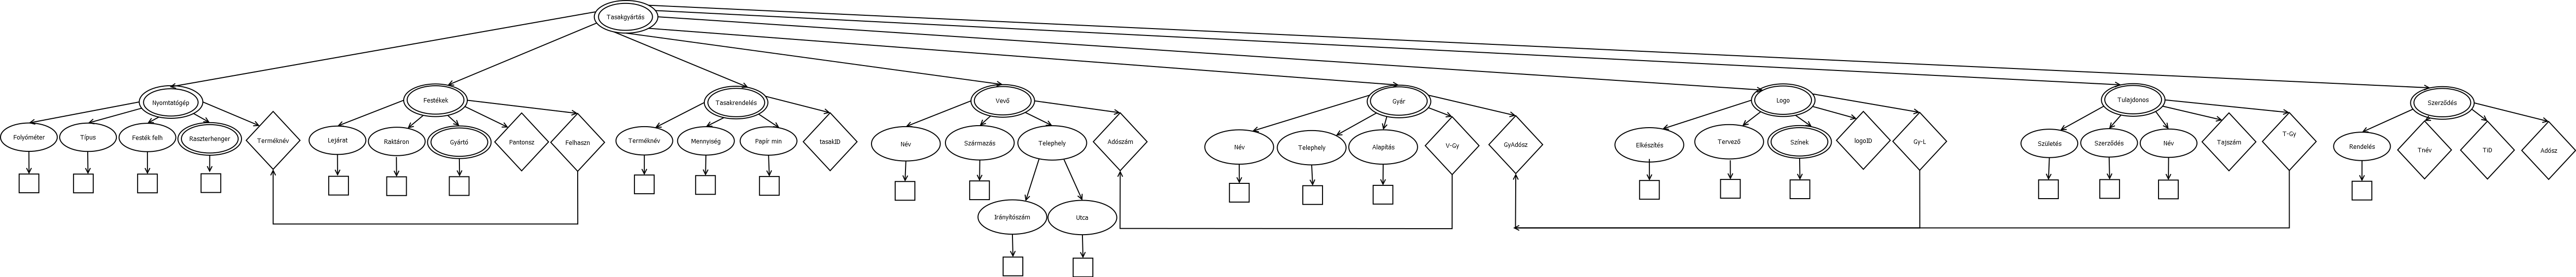 Tasakgyártás
Nyomtatógép
Festékek
Tasakrendelés
Vevő
Gyár
Logo
Tulajdonos
Szerződés
Folyóméter
Típus
Festék felh
Raszterhenger
Terméknév
Lejárat
Raktáron
Gyártó
Pantonsz
Felhaszn
Terméknév
Mennyiség
Papír min
tasakID
Név
Származás
Telephely
Adószám
Név
Telephely
Alapítás
V-Gy
GyAdósz
Elkészítés
Tervező
Színek
logoID
Gy-L
Születés
Szerződés
Név
Tajszám
T-Gy
Rendelés
Tnév
TID
Adósz
Irányítószám
Utca